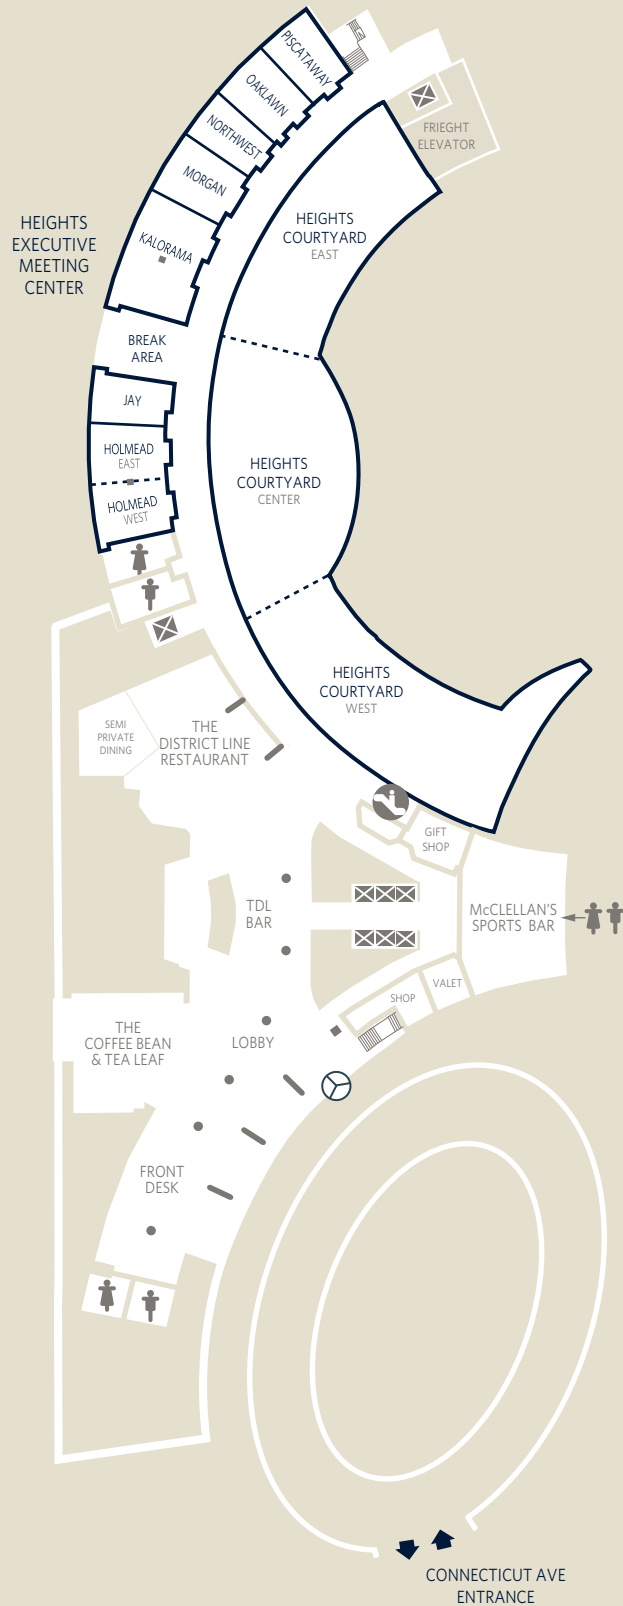 PISCATAWAY
OAKLAWN
NORTHWEST
MORGAN
KALORAMA
FRIEGHT
ELEVATOR
HEIGHTS
EXECUTIVE
MEETING
CENTER
HEIGHTS
COURTYARD
EAST
BREAK
AREA
JAY
HOLMEAD
EAST
HOLMEAD
WEST
HEIGHTS
COURTYARD
CENTER
HEIGHTS
COURTYARD
WEST
SEMI
PRIVATE
DINING
THE
DISTRICT LINE
RESTAURANT
GIFT
SHOP
TDL
BAR
McCLELLAN'S
SPORTS BAR
VALET
SHOP
THE
COFFEE BEAN
& TEA LEAF
LOBBY
FRONT
DESK
CONNECTICUT AVE
ENTRANCE